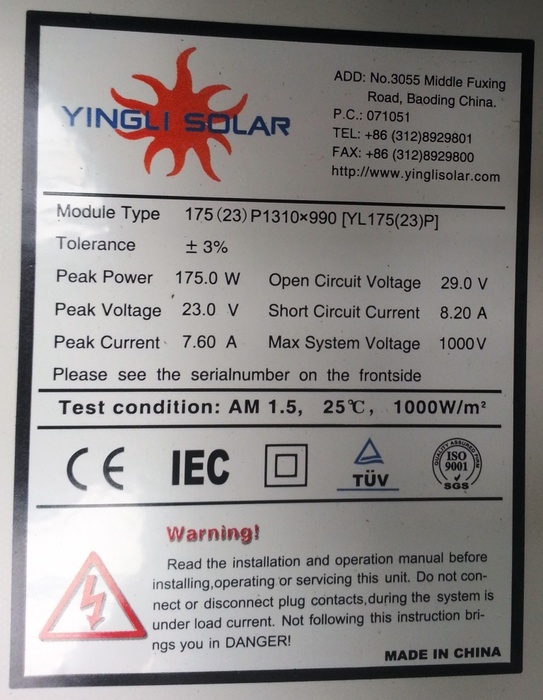 YINGLI SOLAR
ADD: No.3055 Middle Fuxing
Road, Baoding China.
P.C.: 071051
TEL: +86 (312)8929801
FAX: +86 (312)8929800
http://www.yinglisolar.com
Module Type 175(23)P1310×990 [YL175(23)P]
Tolerance ± 3%
Peak Power 175.0 W Open Circuit Voltage 29.0 V
Peak Voltage 23.0 V Short Circuit Current 8.20 A
Peak Current 7.60 A Max System Voltage 1000V
Please see the serialnumber on the frontside
Test condition: AM 1.5, 25℃, 1000W/m²
CE IEC TÜV
QUALITY ASSURED FIRM
ISO
9001
SGS
Warning!
Read the installation and operation manual before
installing,operating or servicing this unit. Do not con-
nect or disconnect plug contacts,during the system is
under load current. Not following this instruction bri-
ngs you in DANGER!
MADE IN CHINA